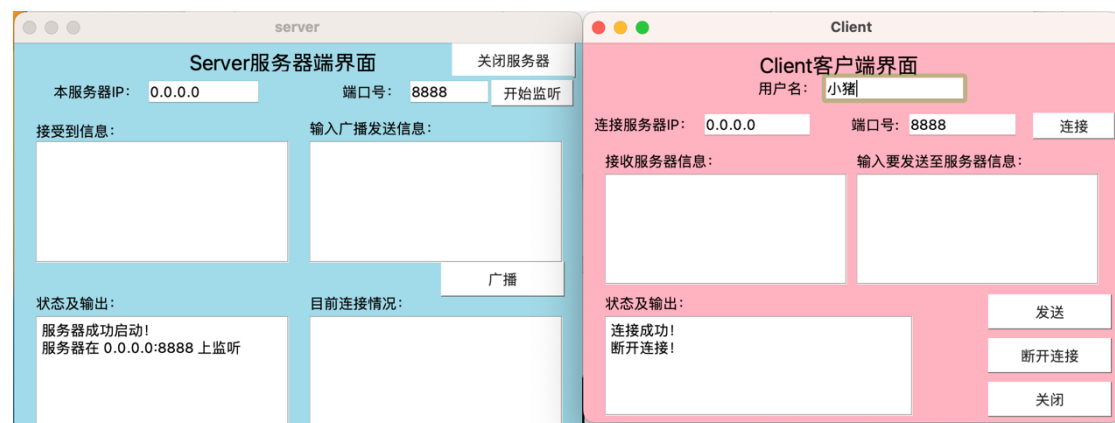 server
Server服务器端界面
关闭服务器
本服务器IP: 0.0.0.0 端口号: 8888 开始监听
接受到信息:
输入广播发送信息:
广播
状态及输出:
目前连接情况:
服务器成功启动!
服务器在 0.0.0.0:8888 上监听
Client
Client客户端界面
用户名: 小猪
连接服务器IP: 0.0.0.0 端口号: 8888 连接
接收服务器信息:
输入要发送至服务器信息:
状态及输出:
连接成功!
断开连接!
发送
断开连接
关闭